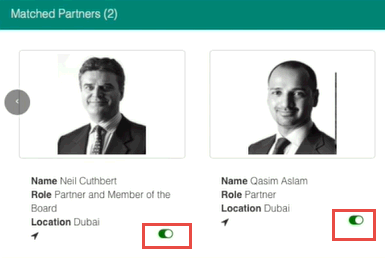 Matched Partners (2)
Name Neil Cuthbert
Role Partner and Member of the
Board
Location Dubai
Name Qasim Aslam
Role Partner
Location Dubai